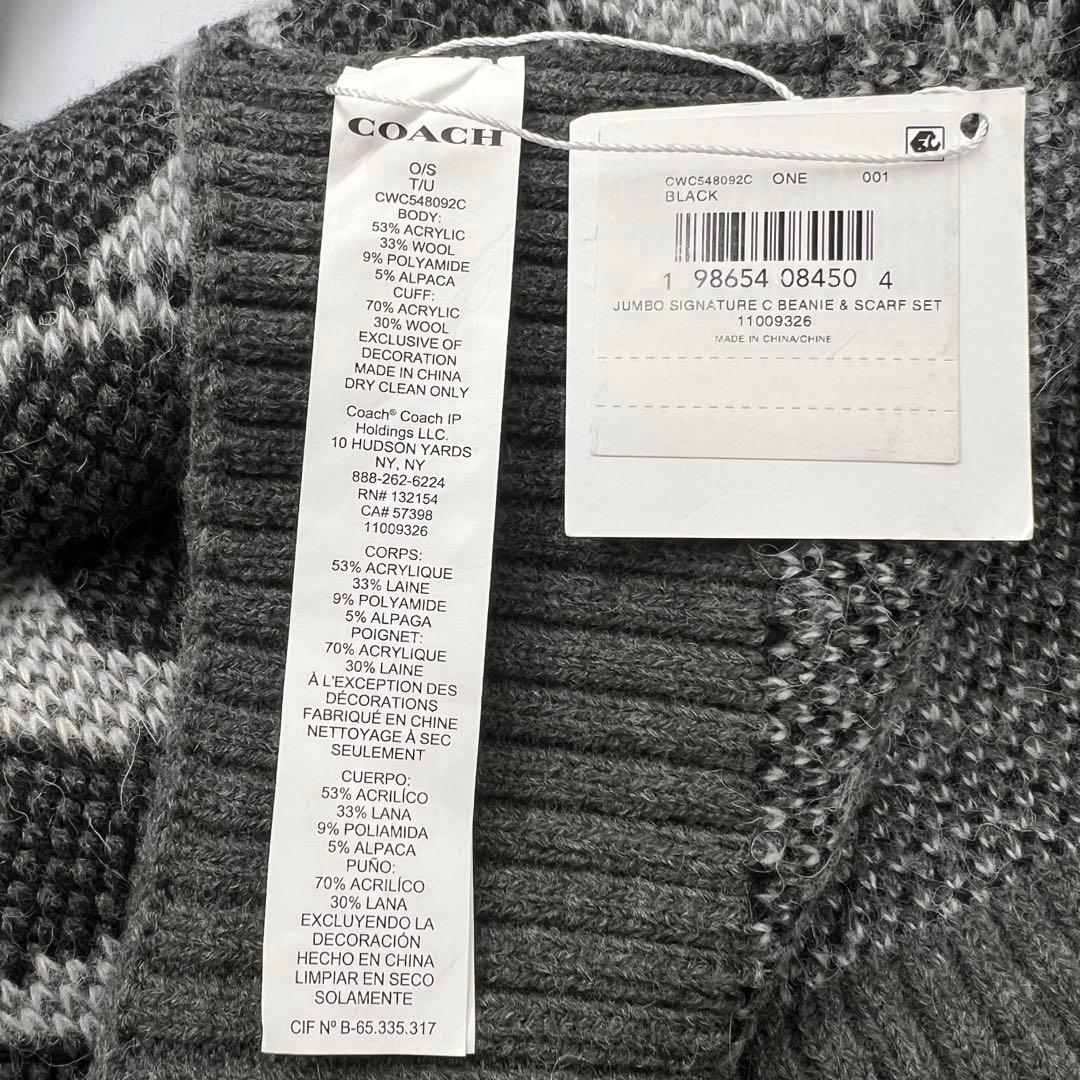 COACH
O/S
T/U
CWC548092C
BODY:
53% ACRYLIC
33% WOOL
9% POLYAMIDE
5% ALPACA
CUFF:
70% ACRYLIC
30% WOOL
EXCLUSIVE OF
DECORATION
MADE IN CHINA
DRY CLEAN ONLY
Coach® Coach IP
Holdings LLC.
10 HUDSON YARDS
NY, NY
888-262-6224
RN# 132154
CA# 57398
11009326
CORPS:
53% ACRYLIQUE
33% LAINE
9% POLYAMIDE
5% ALPAGA
POIGNET:
70% ACRYLIQUE
30% LAINE
À L'EXCEPTION DES
DÉCORATIONS
FABRIQUÉ EN CHINE
NETTOYAGE À SEC
SEULEMENT
CUERPO:
53% ACRILÍCO
33% LANA
9% POLIAMIDA
5% ALPACA
PUÑO:
70% ACRILÍCO
30% LANA
EXCLUYENDO LA
DECORACIÓN
HECHO EN CHINA
LIMPIAR EN SECO
SOLAMENTE
CIF Nº B-65.335.317
CWC548092C ONE 001
BLACK
1 98654 08450 4
JUMBO SIGNATURE C BEANIE & SCARF SET
11009326
MADE IN CHINA/CHINE